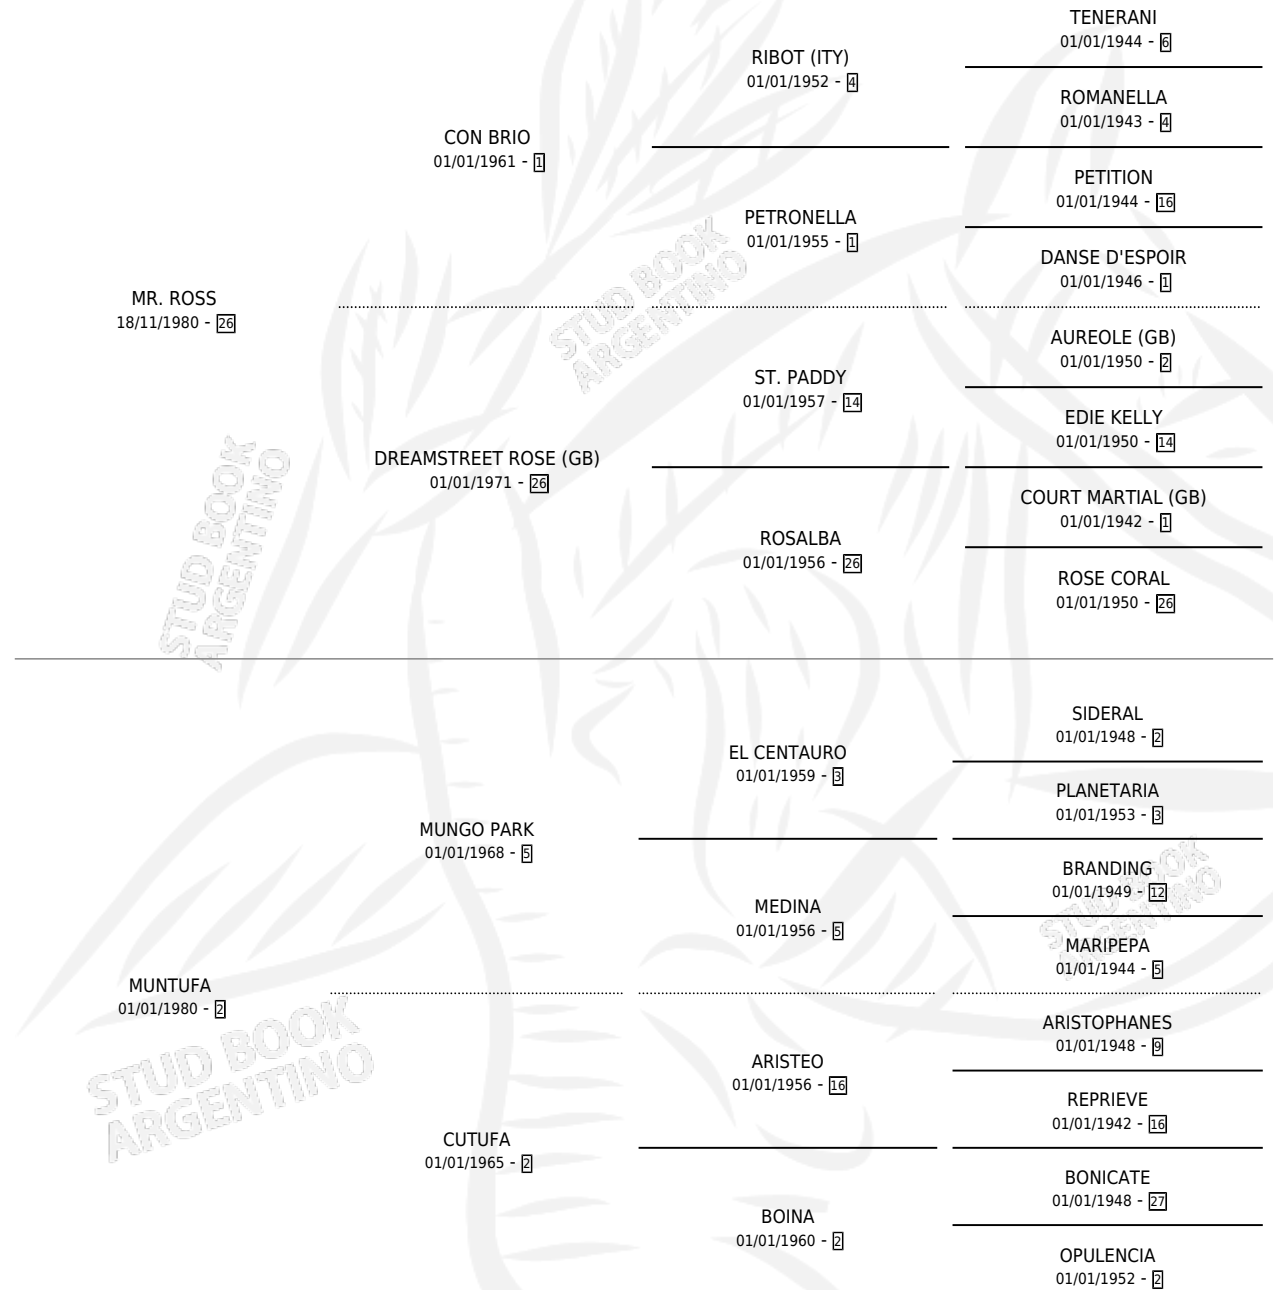 TENERANI
01/01/1944 - 6
RIBOT (ITY)
01/01/1952 - 4
ROMANELLA
01/01/1943 - 4
CON BRIO
01/01/1961 - 1
PETITION
01/01/1944 - 16
PETRONELLA
01/01/1955 - 1
DANSE D'ESPOIR
01/01/1946 - 1
MR. ROSS
18/11/1980 - 26
AUREOLE (GB)
01/01/1950 - 2
ST. PADDY
01/01/1957 - 14
EDIE KELLY
01/01/1950 - 14
DREAMSTREET ROSE (GB)
01/01/1971 - 26
COURT MARTIAL (GB)
01/01/1942 - 1
ROSALBA
01/01/1956 - 26
ROSE CORAL
01/01/1950 - 26
SIDERAL
01/01/1948 - 2
EL CENTAURO
01/01/1959 - 3
PLANETARIA
01/01/1953 - 3
MUNGO PARK
01/01/1968 - 5
BRANDING
01/01/1949 - 12
MEDINA
01/01/1956 - 5
MARIPEPA
01/01/1944 - 5
MUNTUFA
01/01/1980 - 2
ARISTOPHANES
01/01/1948 - 9
ARISTEO
01/01/1956 - 16
REPRIEVE
01/01/1942 - 16
CUTUFA
01/01/1965 - 2
BONICATE
01/01/1948 - 27
BOINA
01/01/1960 - 2
OPULENCIA
01/01/1952 - 2
STUD BOOK
ARGENTINO
STUD BOOK
ARGENTINO
STUD BOOK
ARGENTINO
STUD BOOK
ARGENTINO